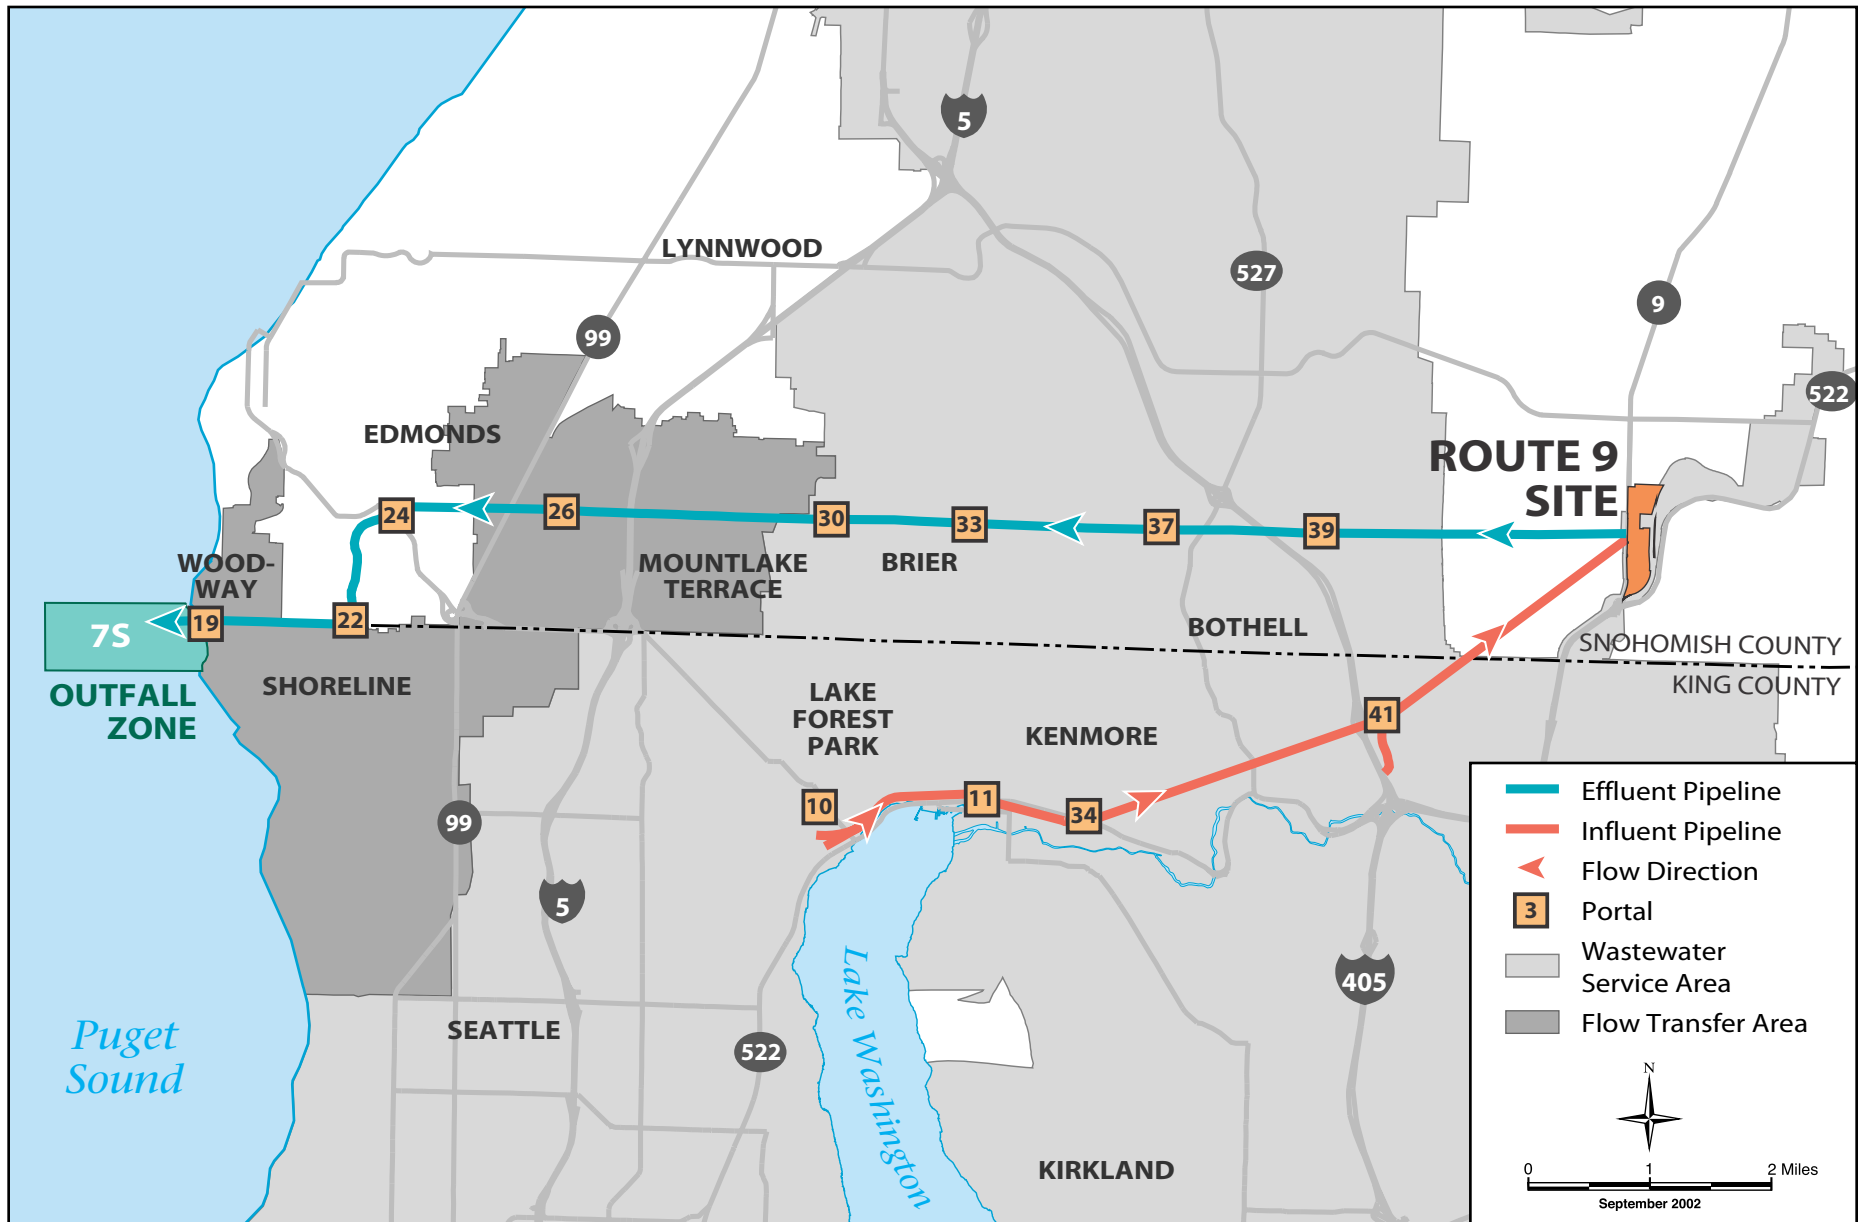 5
LYNNWOOD
527
9
99
522
EDMONDS
ROUTE 9
SITE
24
26
30
33
37
39
WOOD-
WAY
MOUNTLAKE
TERRACE
BRIER
19
22
7S
BOTHELL
SNOHOMISH COUNTY
KING COUNTY
OUTFALL
ZONE
SHORELINE
LAKE
FOREST
PARK
KENMORE
41
10
11
34
99
5
405
Lake Washington
Puget
Sound
SEATTLE
522
KIRKLAND
Effluent Pipeline
Influent Pipeline
Flow Direction
3
Portal
Wastewater
Service Area
Flow Transfer Area
N
0 1 2 Miles
September 2002